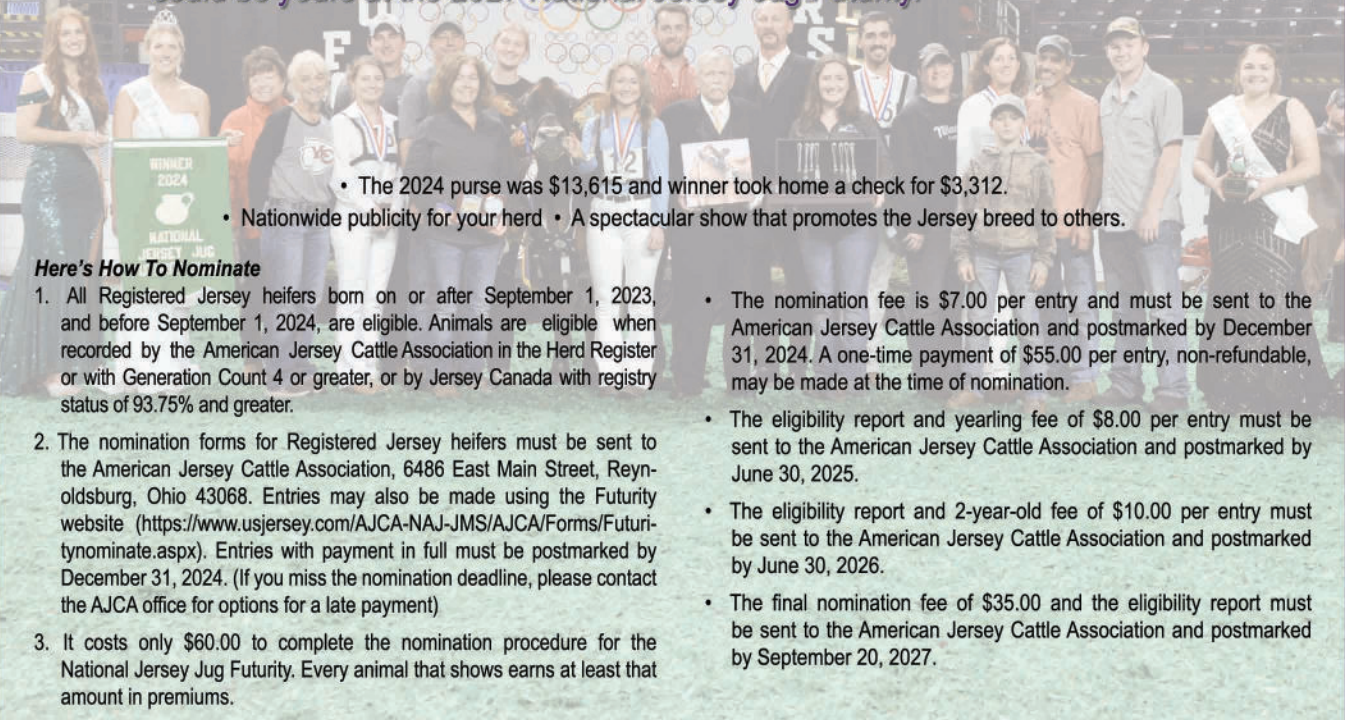 • The 2024 purse was $13,615 and winner took home a check for $3,312.
• Nationwide publicity for your herd • A spectacular show that promotes the Jersey breed to others.
WINNER
2024
NATIONAL
JERSEY JUG
12
Here's How To Nominate
1. All Registered Jersey heifers born on or after September 1, 2023,
and before September 1, 2024, are eligible. Animals are eligible when
recorded by the American Jersey Cattle Association in the Herd Register
or with Generation Count 4 or greater, or by Jersey Canada with registry
status of 93.75% and greater.
2. The nomination forms for Registered Jersey heifers must be sent to
the American Jersey Cattle Association, 6486 East Main Street, Reyn-
oldsburg, Ohio 43068. Entries may also be made using the Futurity
website (https://www.usjersey.com/AJCA-NAJ-JMS/AJCA/Forms/Futuri-
tynominate.aspx). Entries with payment in full must be postmarked by
December 31, 2024. (If you miss the nomination deadline, please contact
the AJCA office for options for a late payment)
3. It costs only $60.00 to complete the nomination procedure for the
National Jersey Jug Futurity. Every animal that shows earns at least that
amount in premiums.
• The nomination fee is $7.00 per entry and must be sent to the
American Jersey Cattle Association and postmarked by December
31, 2024. A one-time payment of $55.00 per entry, non-refundable,
may be made at the time of nomination.
• The eligibility report and yearling fee of $8.00 per entry must be
sent to the American Jersey Cattle Association and postmarked by
June 30, 2025.
• The eligibility report and 2-year-old fee of $10.00 per entry must
be sent to the American Jersey Cattle Association and postmarked
by June 30, 2026.
• The final nomination fee of $35.00 and the eligibility report must
be sent to the American Jersey Cattle Association and postmarked
by September 20, 2027.